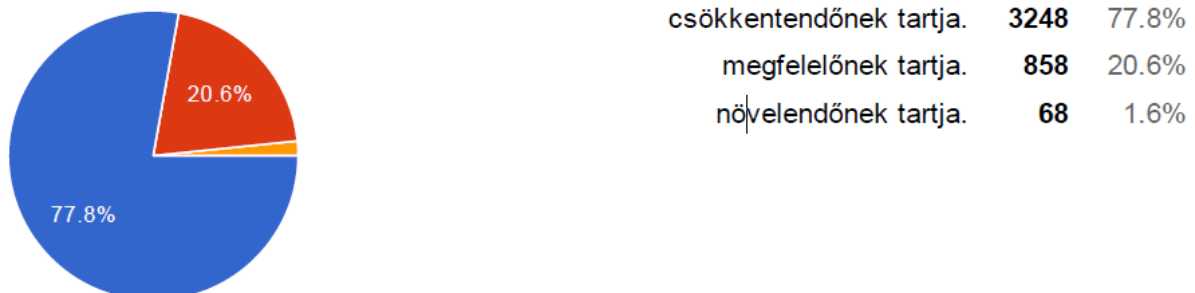 csökkentendőnek tartja. 3248 77.8%
megfelelőnek tartja. 858 20.6%
növelendőnek tartja. 68 1.6%
20.6%
77.8%